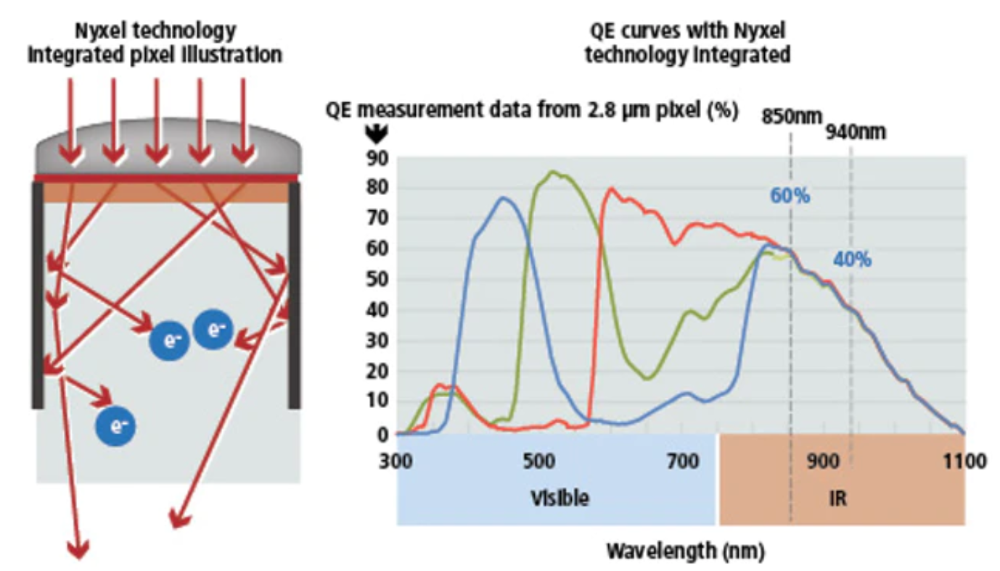 Nyxel technology
integrated pixel illustration
QE curves with Nyxel
technology integrated
QE measurement data from 2.8 µm pixel (%)
850nm
940nm
90
80
70
60
50
40
30
20
10
0
60%
40%
e-
e-
e-
300
500
700
900
1100
Visible
IR
Wavelength (nm)